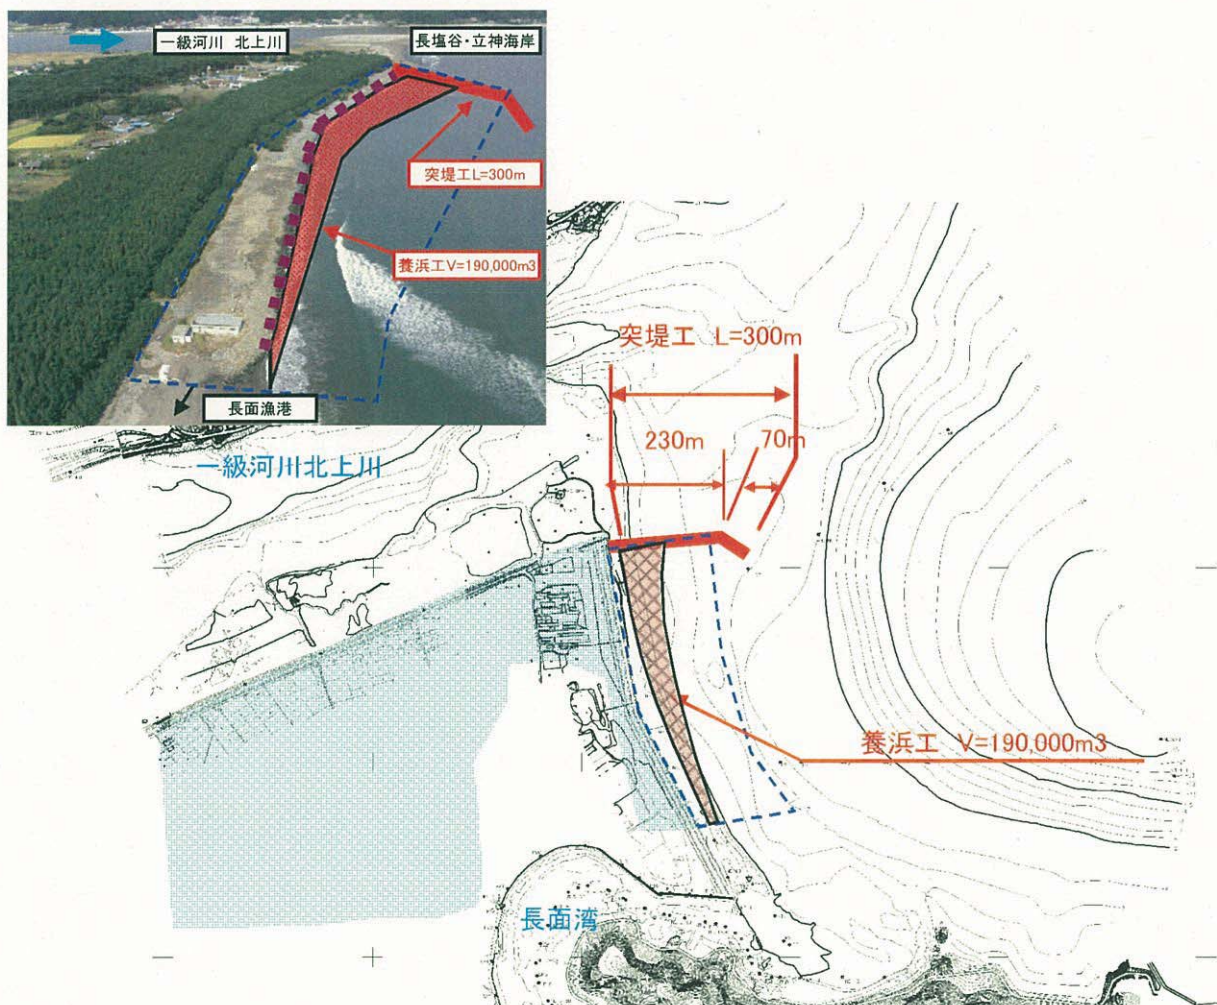 一級河川 北上川
長塩谷・立神海岸
突堤工L=300m
養浜工V=190,000m3
長面漁港
突堤工 L=300m
230m
70m
一級河川北上川
養浜工 V=190,000m3
長面湾